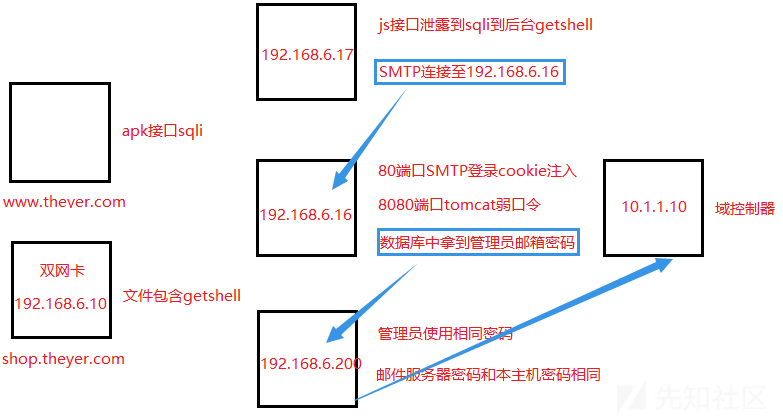 js接口泄露到sqli到后台getshell
192.168.6.17
SMTP连接至192.168.6.16
apk接口sqli
www.thever.com
80端口SMTP登录cookie注入
192.168.6.16
8080端口tomcat弱口令
数据库中拿到管理员邮箱密码
10.1.1.10
域控制器
双网卡
192.168.6.10
文件包含getshell
shop.theyer.com
管理员使用相同密码
192.168.6.200
邮件服务器密码和本主机密码相同
先知社区